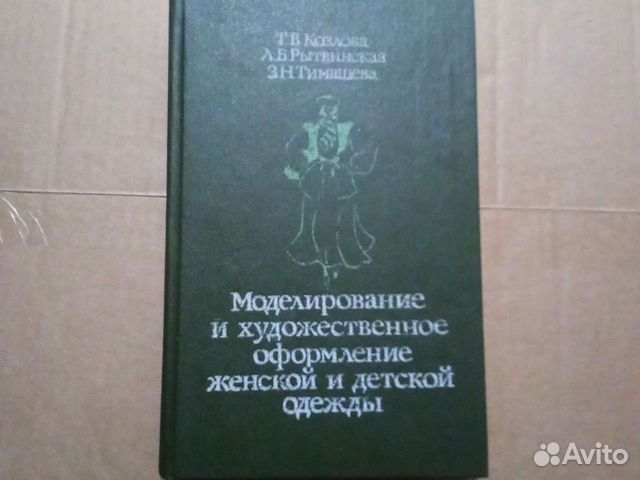 Т.В.Козлова
Л.Б.Рытвинская
З.Н.Тимашева
Моделирование
и художественное
оформление
женской и детской
одежды
Avito